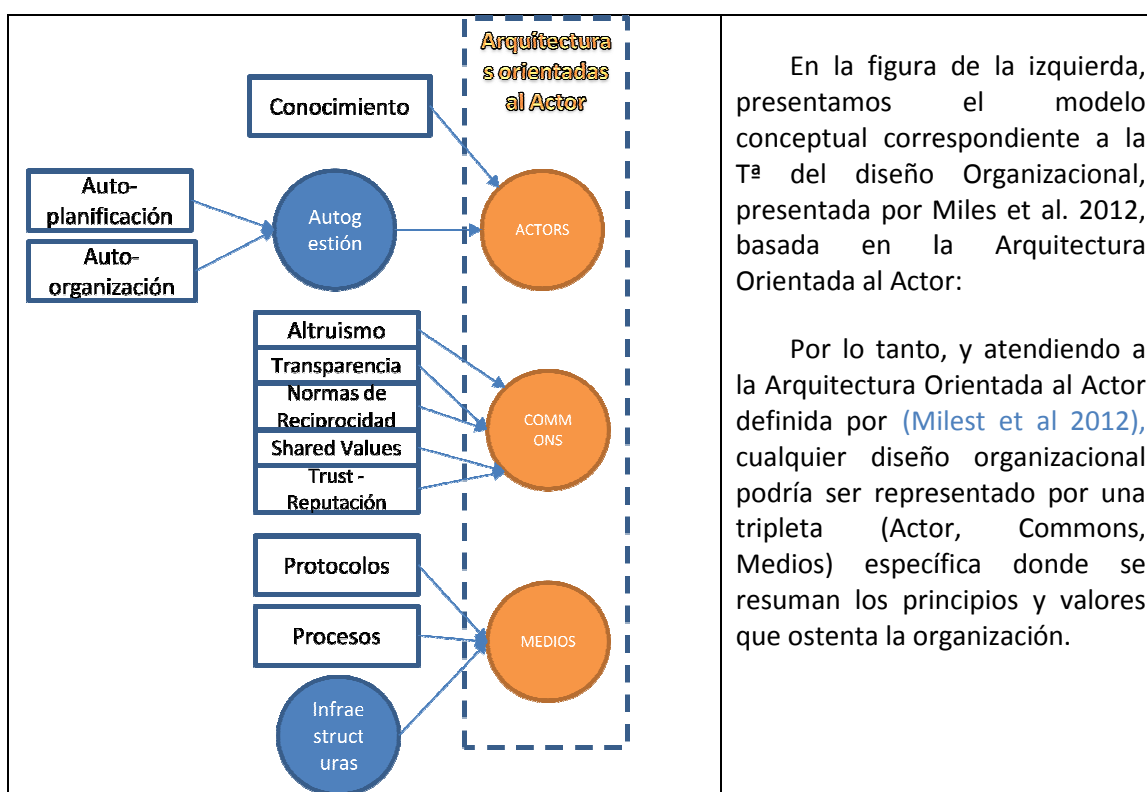 Arquitectura
s orientadas
al Actor
Conocimiento
Auto-
planificación
Auto-
organización
Autog
estión
ACTORS
Altruismo
Transparencia
Normas de
Reciprocidad
Shared Values
Trust -
Reputación
COMM
ONS
Protocolos
Procesos
Infrae
struct
uras
MEDIOS
En la figura de la izquierda,
presentamos el modelo
conceptual correspondiente a la
Tª del diseño Organizacional,
presentada por Miles et al. 2012,
basada en la Arquitectura
Orientada al Actor:
Por lo tanto, y atendiendo a
la Arquitectura Orientada al Actor
definida por (Milest et al 2012),
cualquier diseño organizacional
podría ser representado por una
tripleta (Actor, Commons,
Medios) específica donde se
resuman los principios y valores
que ostenta la organización.